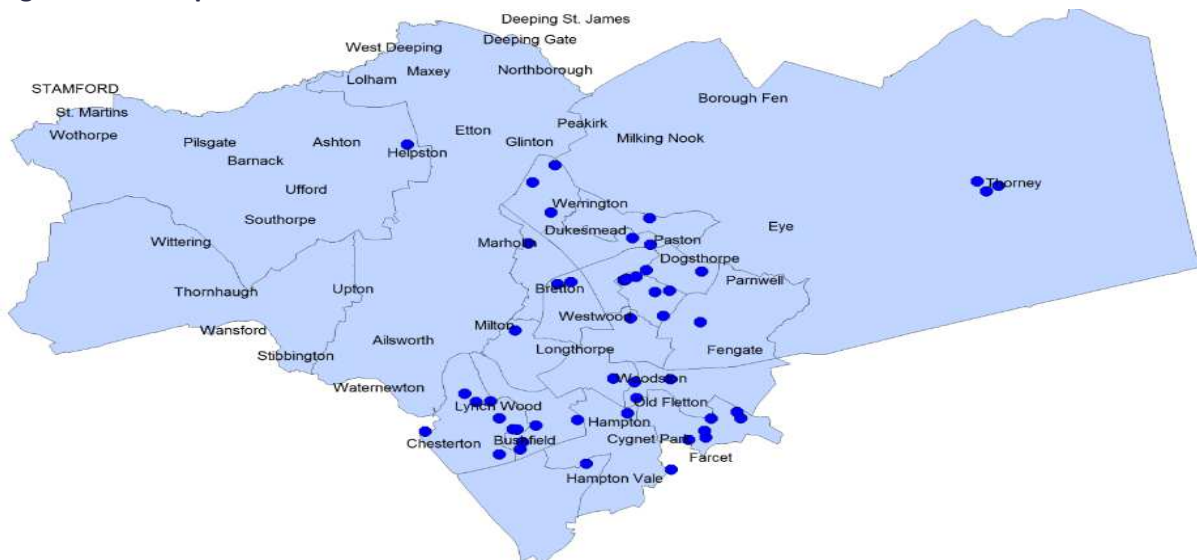 Deeping St. James
Deeping Gate
West Deeping
Maxey
Northborough
Lolham
STAMFORD
Borough Fen
St. Martins
Peakirk
Wothorpe
Etton
Milking Nook
Pilsgate
Ashton
Glinton
Helpston
Barnack
Thorney
Ufford
Werrington
Southorpe
Dukesmead
Eye
Wittering
Marholm
Paston
Dogsthorpe
Parnwell
Thornhaugh
Upton
Bretton
Westwood
Wansford
Milton
Ailsworth
Longthorpe
Fengate
Stibbington
Waternewton
Woodston
Lynch Wood
Old Fletton
Hampton
Chesterton
Bushfield
Cygnet Park
Farcet
Hampton Vale